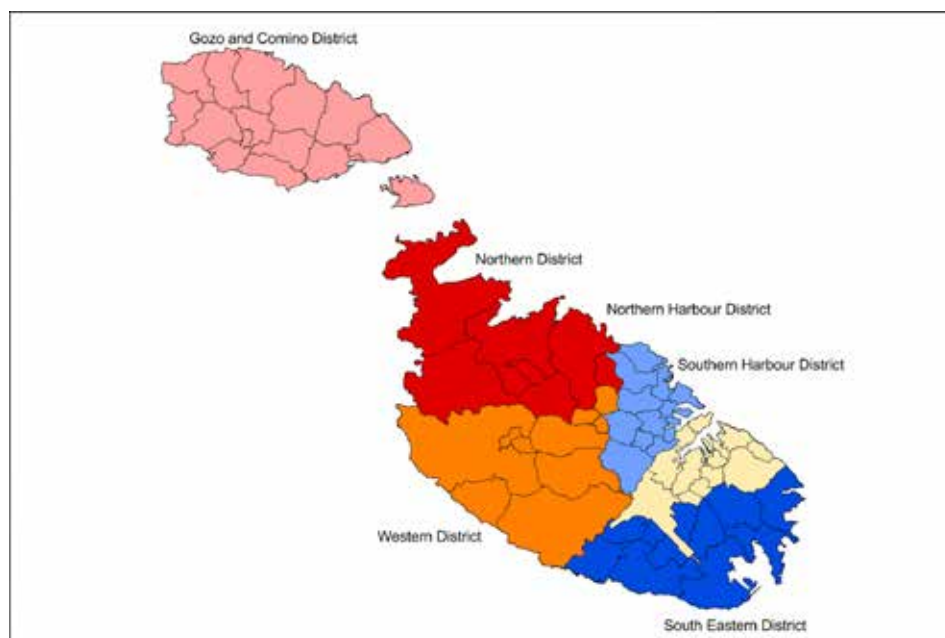 Gozo and Comino District
Northern District
Northern Harbour District
Southern Harbour District
Western District
South Eastern District